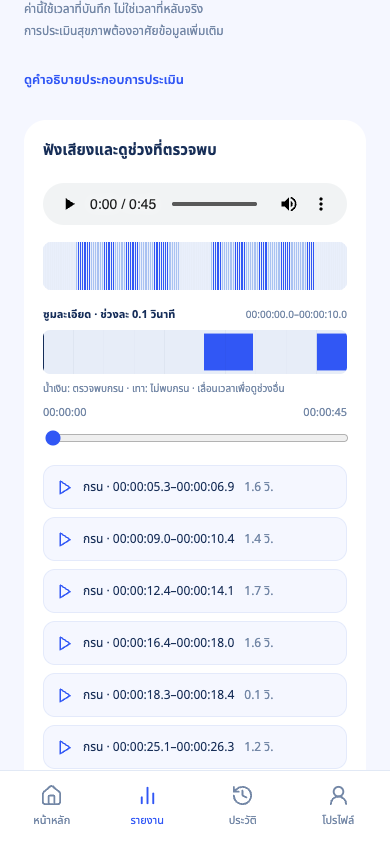 ค่านี้ใช้เวลาที่บันทึก ไม่ใช่เวลาที่หลับจริง
การประเมินสุขภาพต้องอาศัยข้อมูลเพิ่มเติม
ดูคำอธิบายประกอบการประเมิน
ฟังเสียงและดูช่วงที่ตรวจพบ
0:00 / 0:45
ซูมละเอียด · ช่วงละ 0.1 วินาที 00:00:00.0–00:00:10.0
น้ำเงิน: ตรวจพบกรน · เทา: ไม่พบกรน · เลื่อนเวลาเพื่อดูช่วงอื่น
00:00:00 00:00:45
กรน · 00:00:05.3–00:00:06.9 1.6 วิ.
กรน · 00:00:09.0–00:00:10.4 1.4 วิ.
กรน · 00:00:12.4–00:00:14.1 1.7 วิ.
กรน · 00:00:16.4–00:00:18.0 1.6 วิ.
กรน · 00:00:18.3–00:00:18.4 0.1 วิ.
กรน · 00:00:25.1–00:00:26.3 1.2 วิ.
หน้าหลัก รายงาน ประวัติ โปรไฟล์